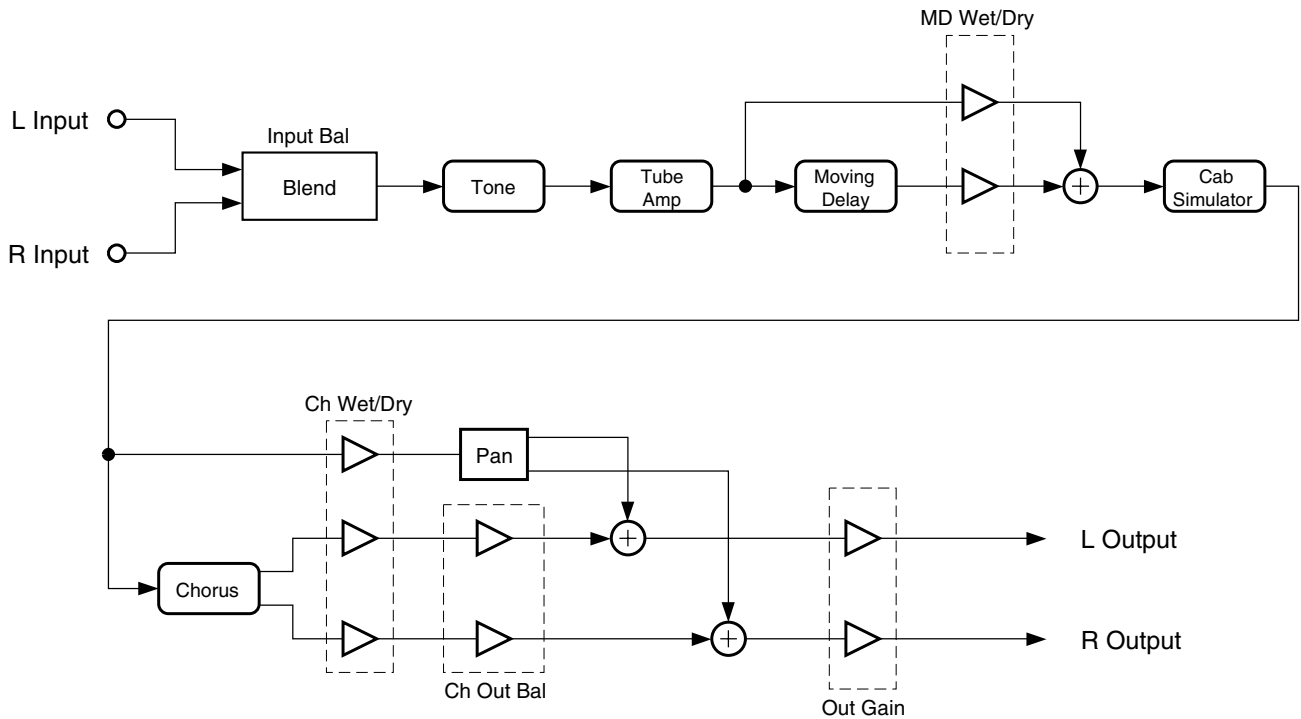 MD Wet/Dry
L Input
Input Bal
Blend
Tone
Tube
Amp
Moving
Delay
+
Cab
Simulator
R Input
Ch Wet/Dry
Pan
+
L Output
Chorus
+
R Output
Ch Out Bal
Out Gain